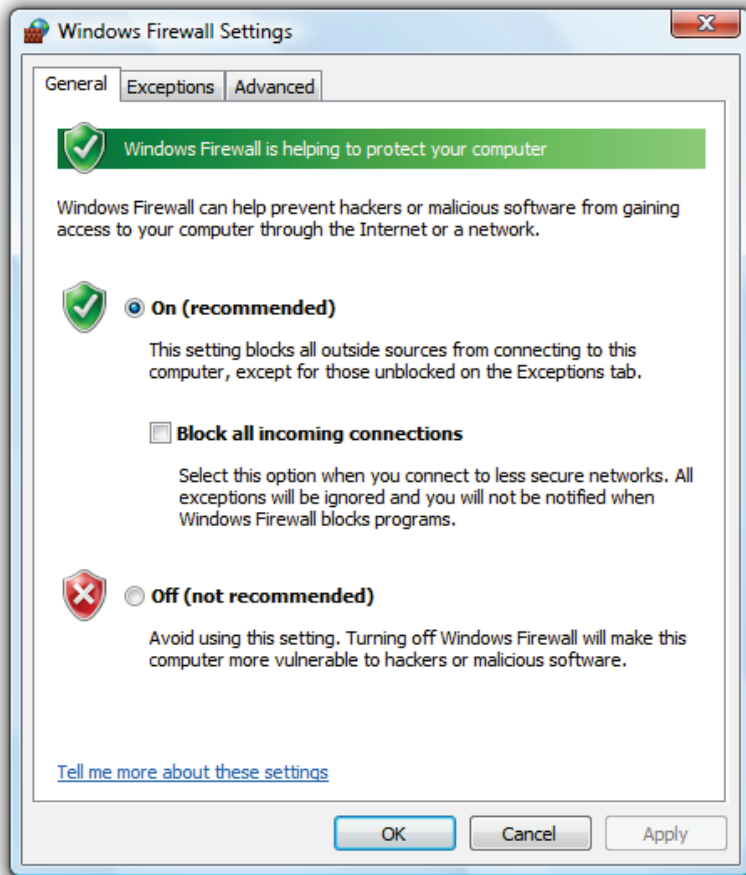 Windows Firewall Settings
General
Exceptions
Advanced
Windows Firewall is helping to protect your computer
Windows Firewall can help prevent hackers or malicious software from gaining
access to your computer through the Internet or a network.
On (recommended)
This setting blocks all outside sources from connecting to this
computer, except for those unblocked on the Exceptions tab.
Block all incoming connections
Select this option when you connect to less secure networks. All
exceptions will be ignored and you will not be notified when
Windows Firewall blocks programs.
Off (not recommended)
Avoid using this setting. Turning off Windows Firewall will make this
computer more vulnerable to hackers or malicious software.
Tell me more about these settings
OK
Cancel
Apply